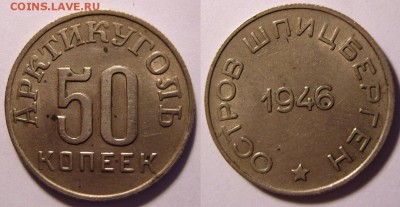 COINS.LAVE.RU
АРКТИКУГОЛЬ
50
КОПЕЕК
ОСТРОВ ШПИЦБЕРГЕН
1946